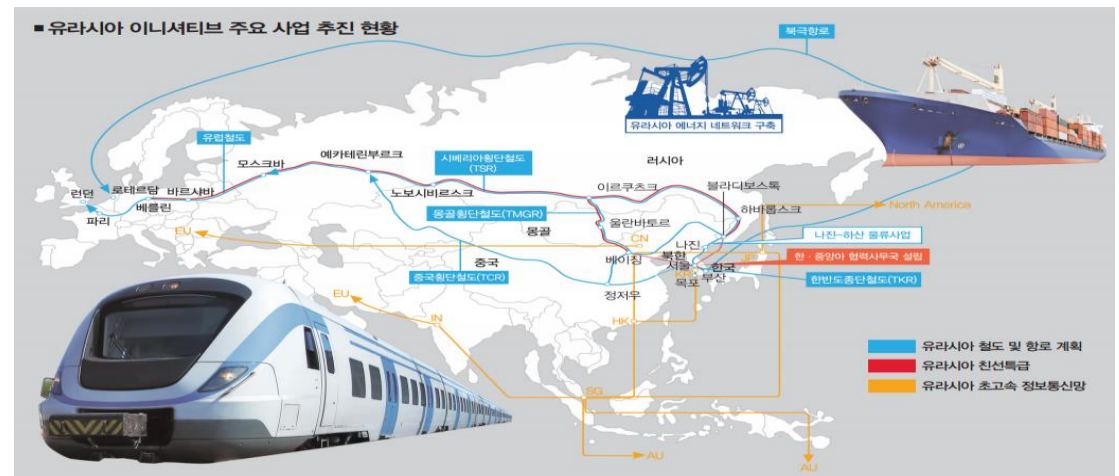 ■ 유라시아 이니셔티브 주요 사업 추진 현황
북극항로
유라시아 에너지 네트워크 구축
유럽철도
모스크바
예카테린부르크
시베리아횡단철도
(TSR)
러시아
런던
로테르담
바르샤바
베를린
파리
노보시비르스크
이르쿠츠크
블라디보스톡
하바롭스크
North America
몽골횡단철도(TMGR)
울란바토르
몽골
EU
CN
나진
나진–하산 물류사업
베이징
북한
JP
중국
서울
한국
한 · 중앙아 협력사무국 설립
중국횡단철도(TCR)
KR
부산
목포
한반도종단철도(TKR)
정저우
EU
IN
HK
SG
AU
AU
유라시아 철도 및 항로 계획
유라시아 친선특급
유라시아 초고속 정보통신망